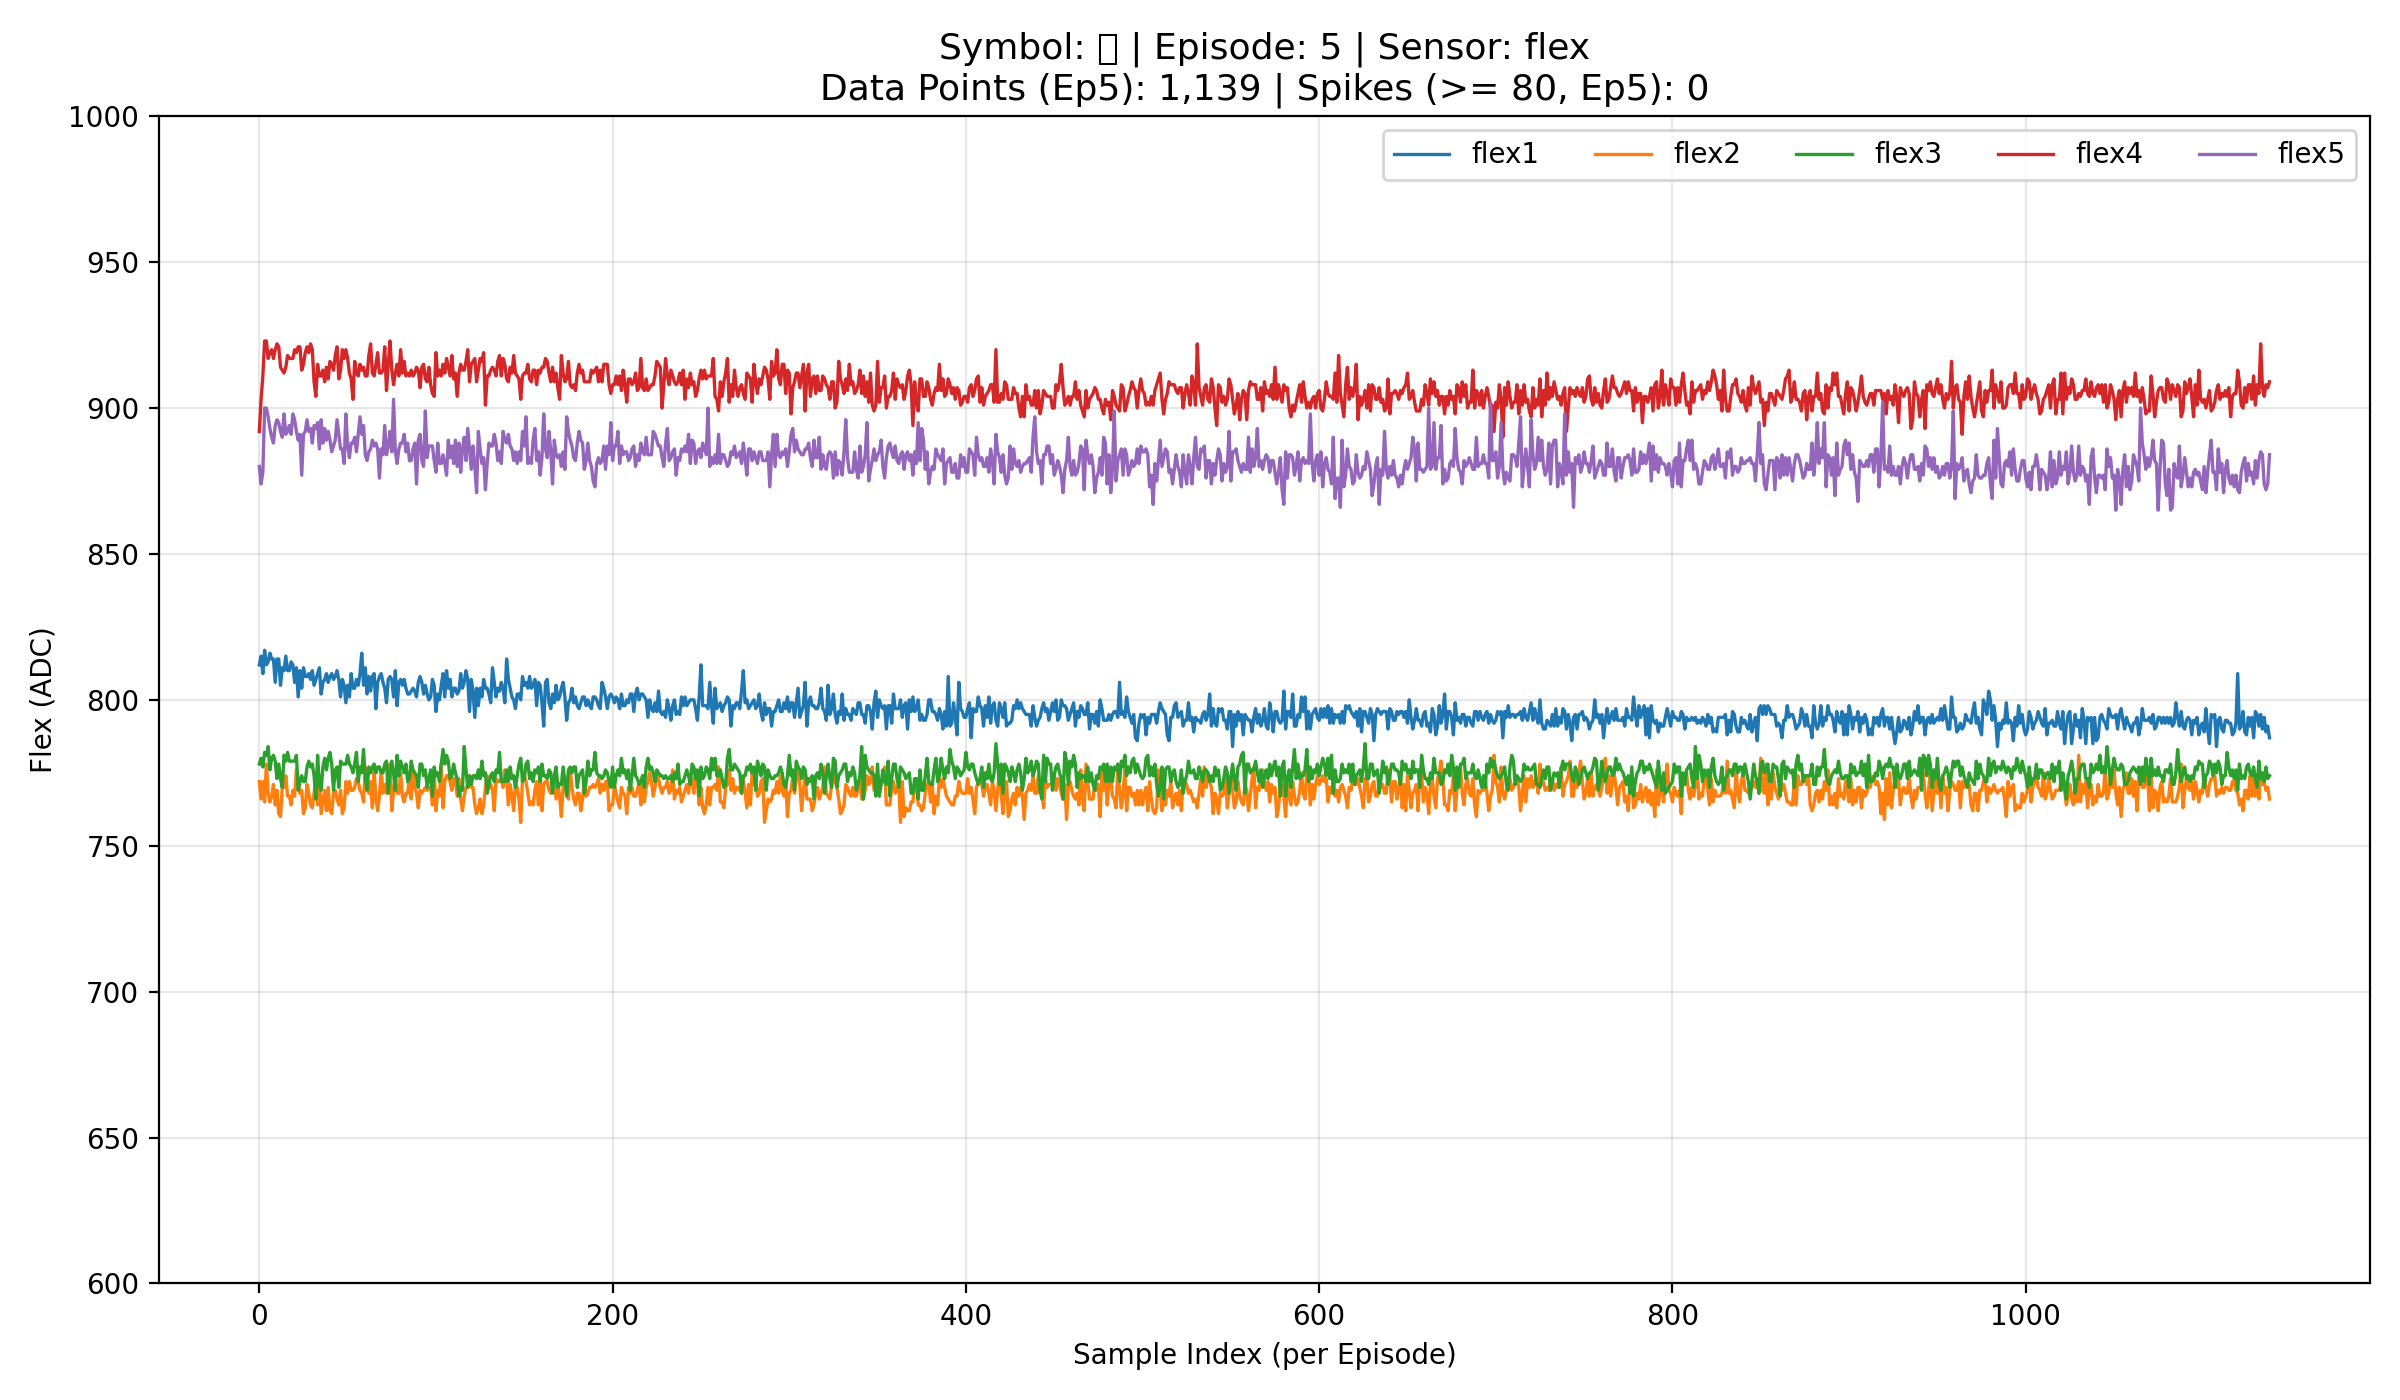 Symbol: | Episode: 5 | Sensor: flex
Data Points (Ep5): 1,139 | Spikes (>= 80, Ep5): 0
flex1 flex2 flex3 flex4 flex5
1000
950
900
850
800
750
700
650
600
Flex (ADC)
0 200 400 600 800 1000
Sample Index (per Episode)